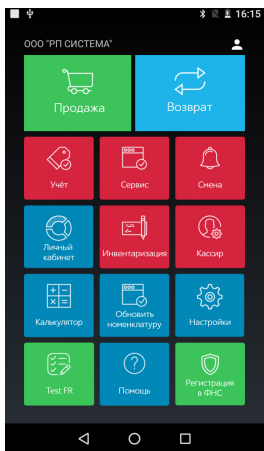 16:15
ООО "РП СИСТЕМА"
Продажа
Возврат
Учёт
Сервис
Смена
Личный
кабинет
Инвентаризация
Кассир
Калькулятор
Обновить
номенклатуру
Настройки
Test FR
Помощь
Регистрация
в ФНС